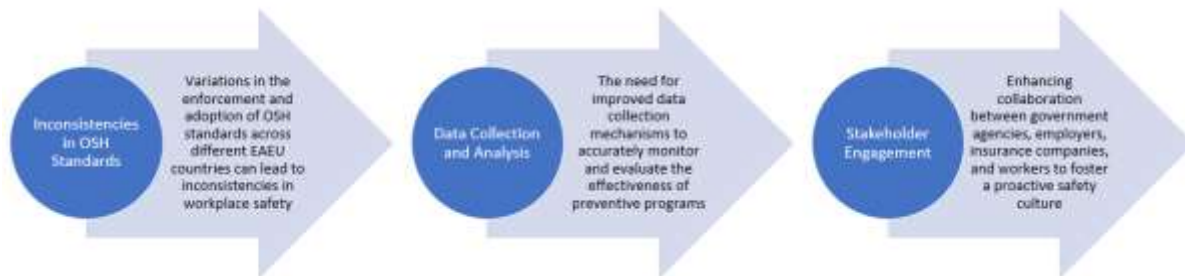 Inconsistencies
in OSH
Standards
Variations in the
enforcement and
adoption of OSH
standards across
different EAEU
countries can lead to
inconsistencies in
workplace safety
Data Collection
and Analysis
The need for
improved data
collection
mechanisms to
accurately monitor
and evaluate the
effectiveness of
preventive programs
Stakeholder
Engagement
Enhancing
collaboration
between government
agencies, employers,
insurance companies,
and workers to foster
a proactive safety
culture